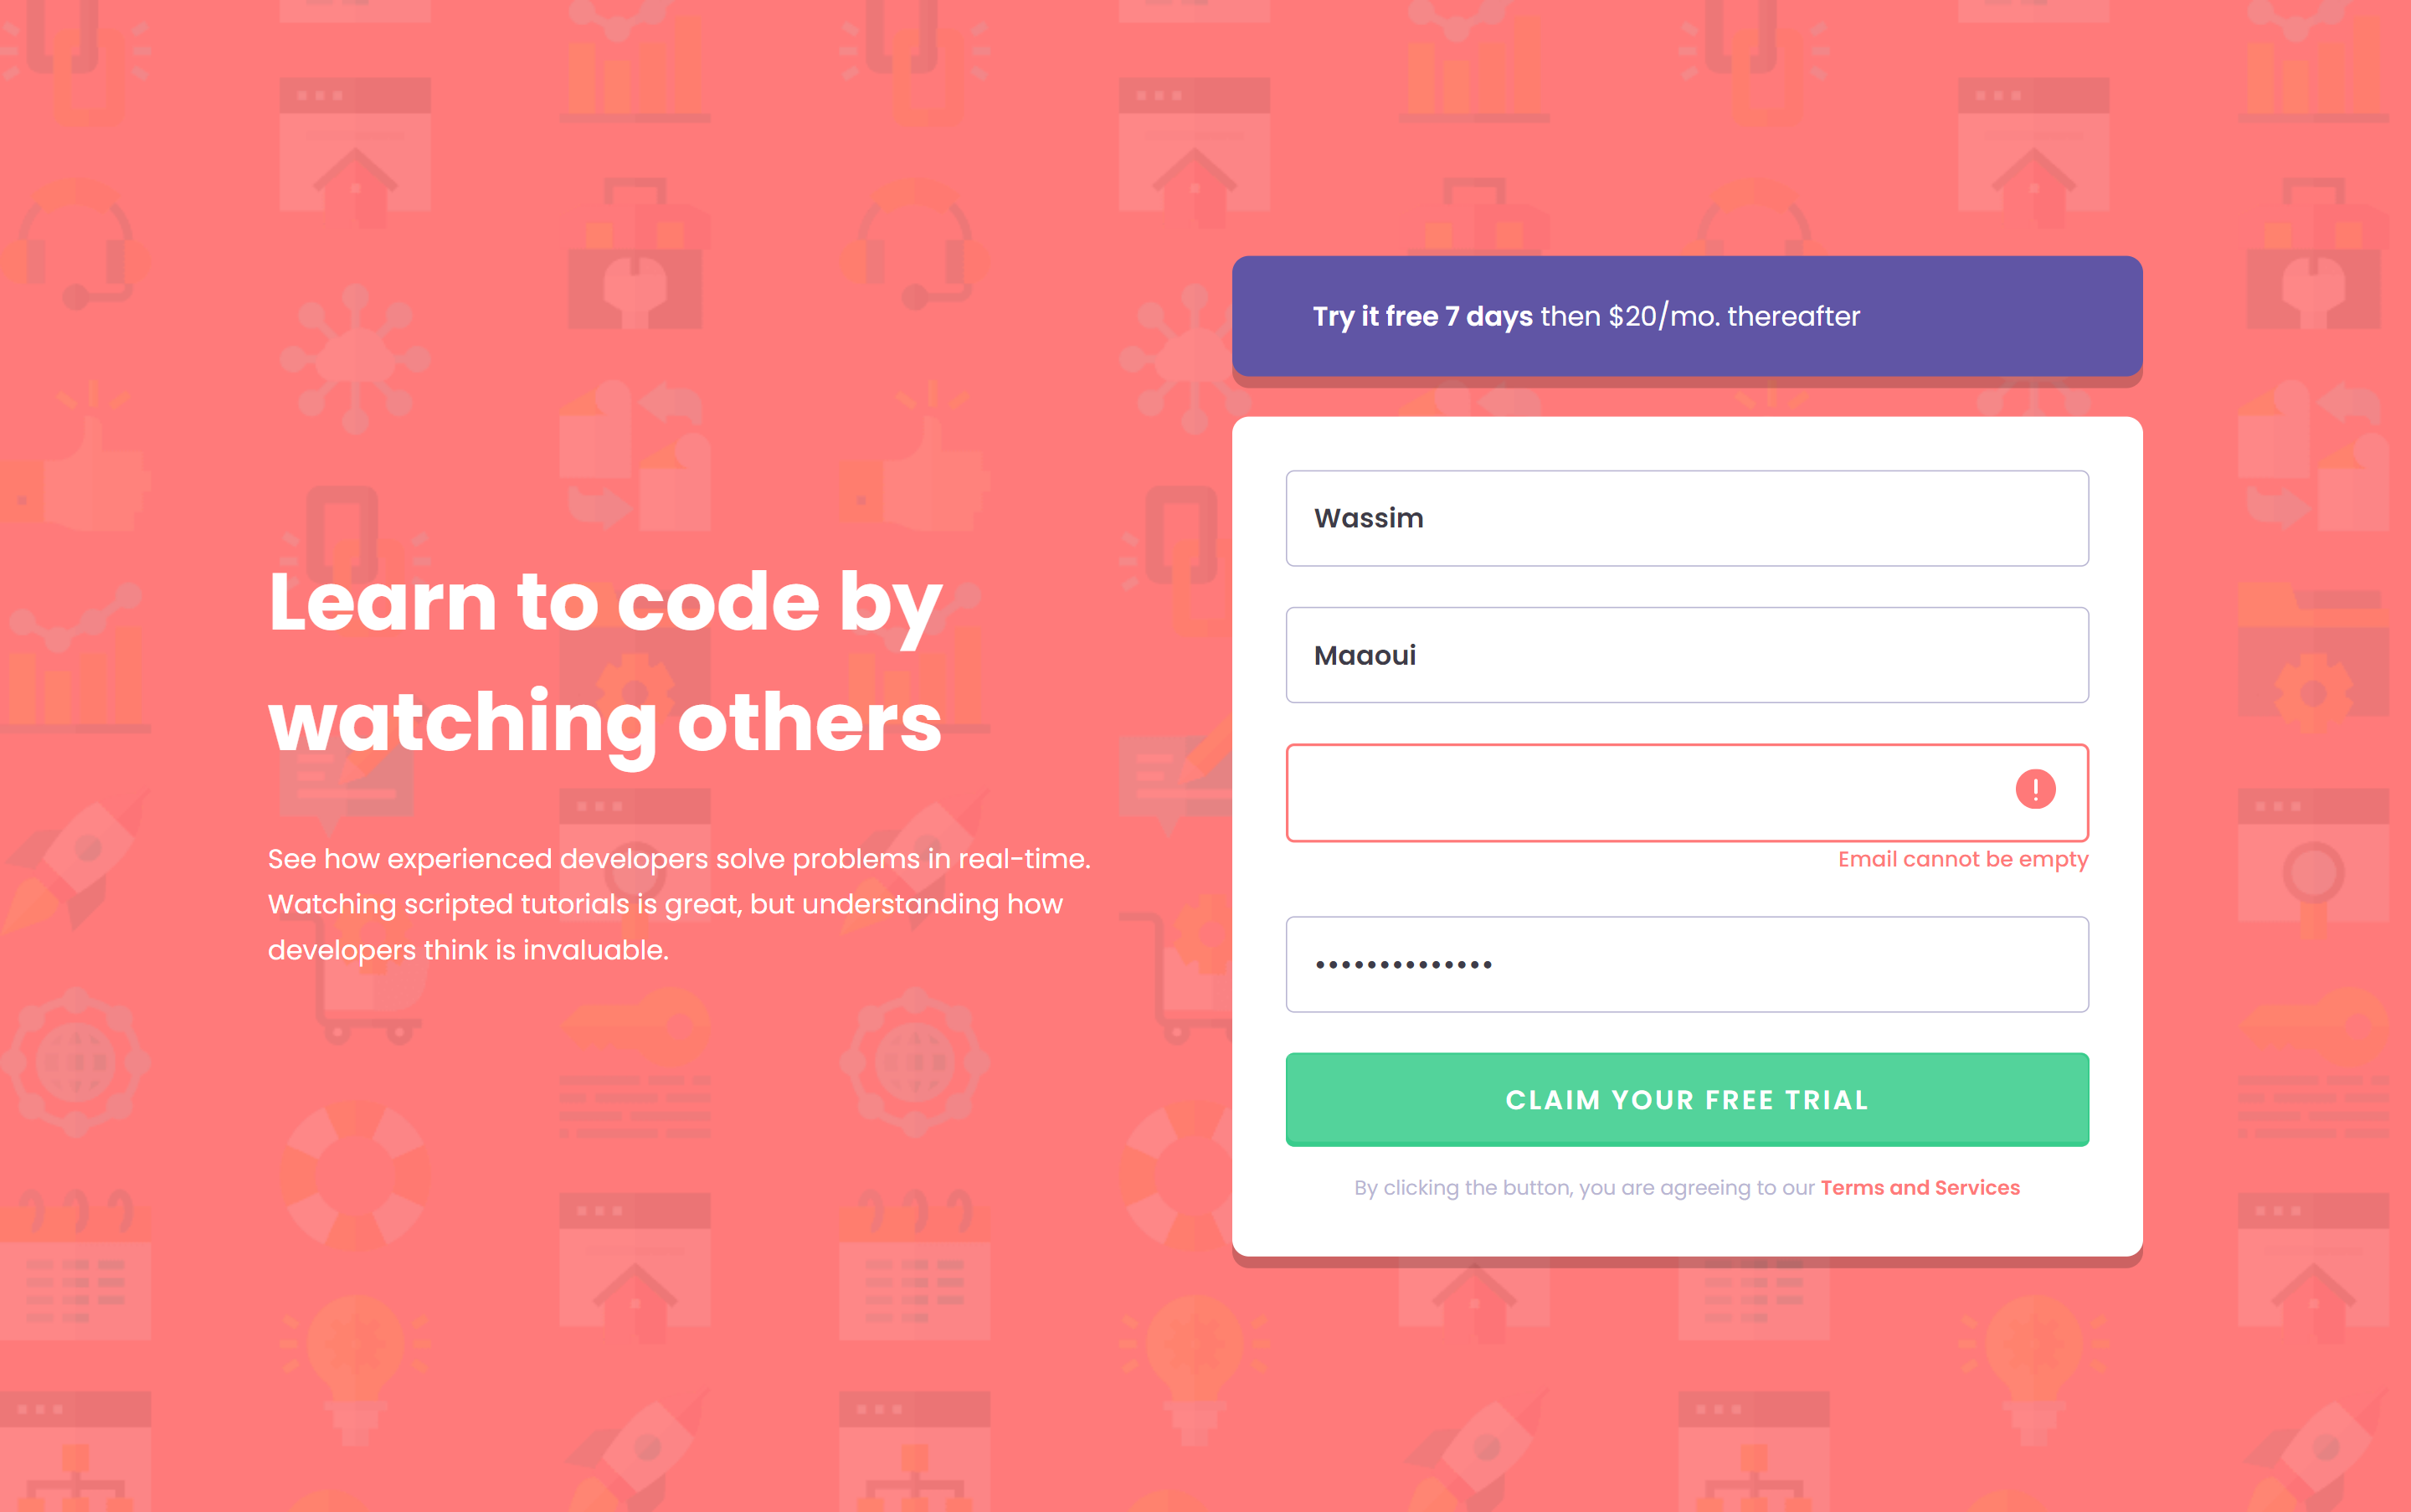 Learn to code by
watching others
See how experienced developers solve problems in real-time.
Watching scripted tutorials is great, but understanding how
developers think is invaluable.
Try it free 7 days then $20/mo. thereafter
Wassim
Maaoui
Email cannot be empty
••••••••••••••
CLAIM YOUR FREE TRIAL
By clicking the button, you are agreeing to our Terms and Services